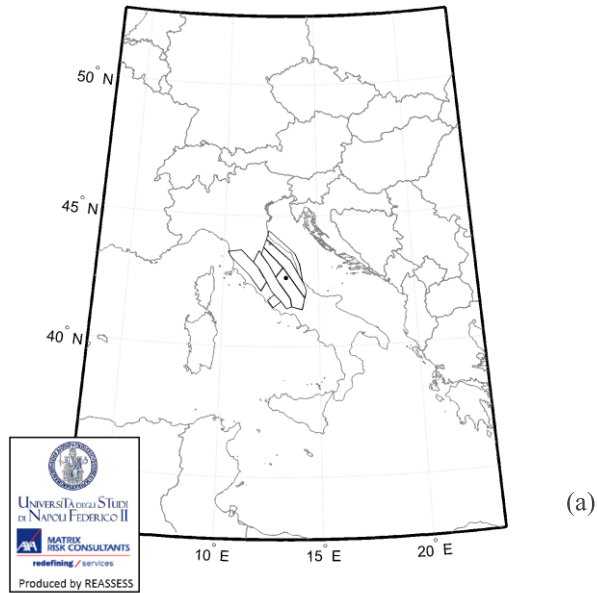 50° N
45° N
40° N
10° E
15° E
20° E
(a)
UNIVERSITÀ DEGLI STUDI
DI NAPOLI FEDERICO II
AXA
MATRIX
RISK CONSULTANTS
redefining / services
Produced by REASSESS